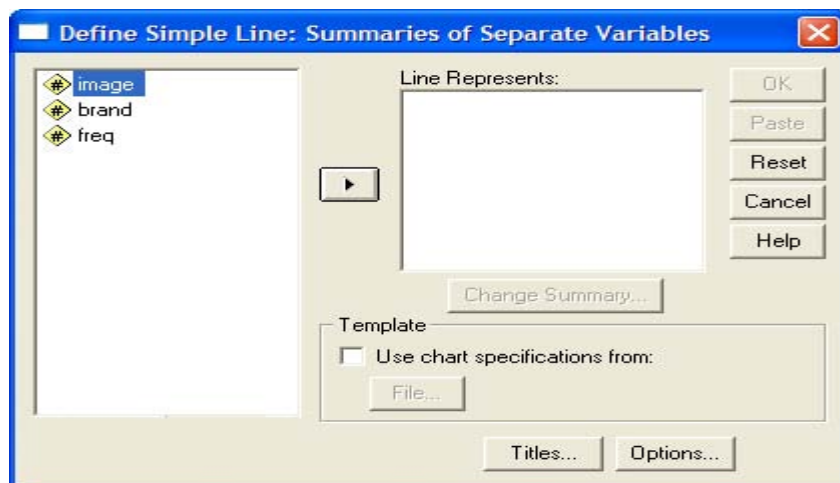 Define Simple Line: Summaries of Separate Variables
# image
# brand
# freq
Line Represents:
OK
Paste
Reset
Cancel
Help
Change Summary...
Template
Use chart specifications from:
File...
Titles...
Options...